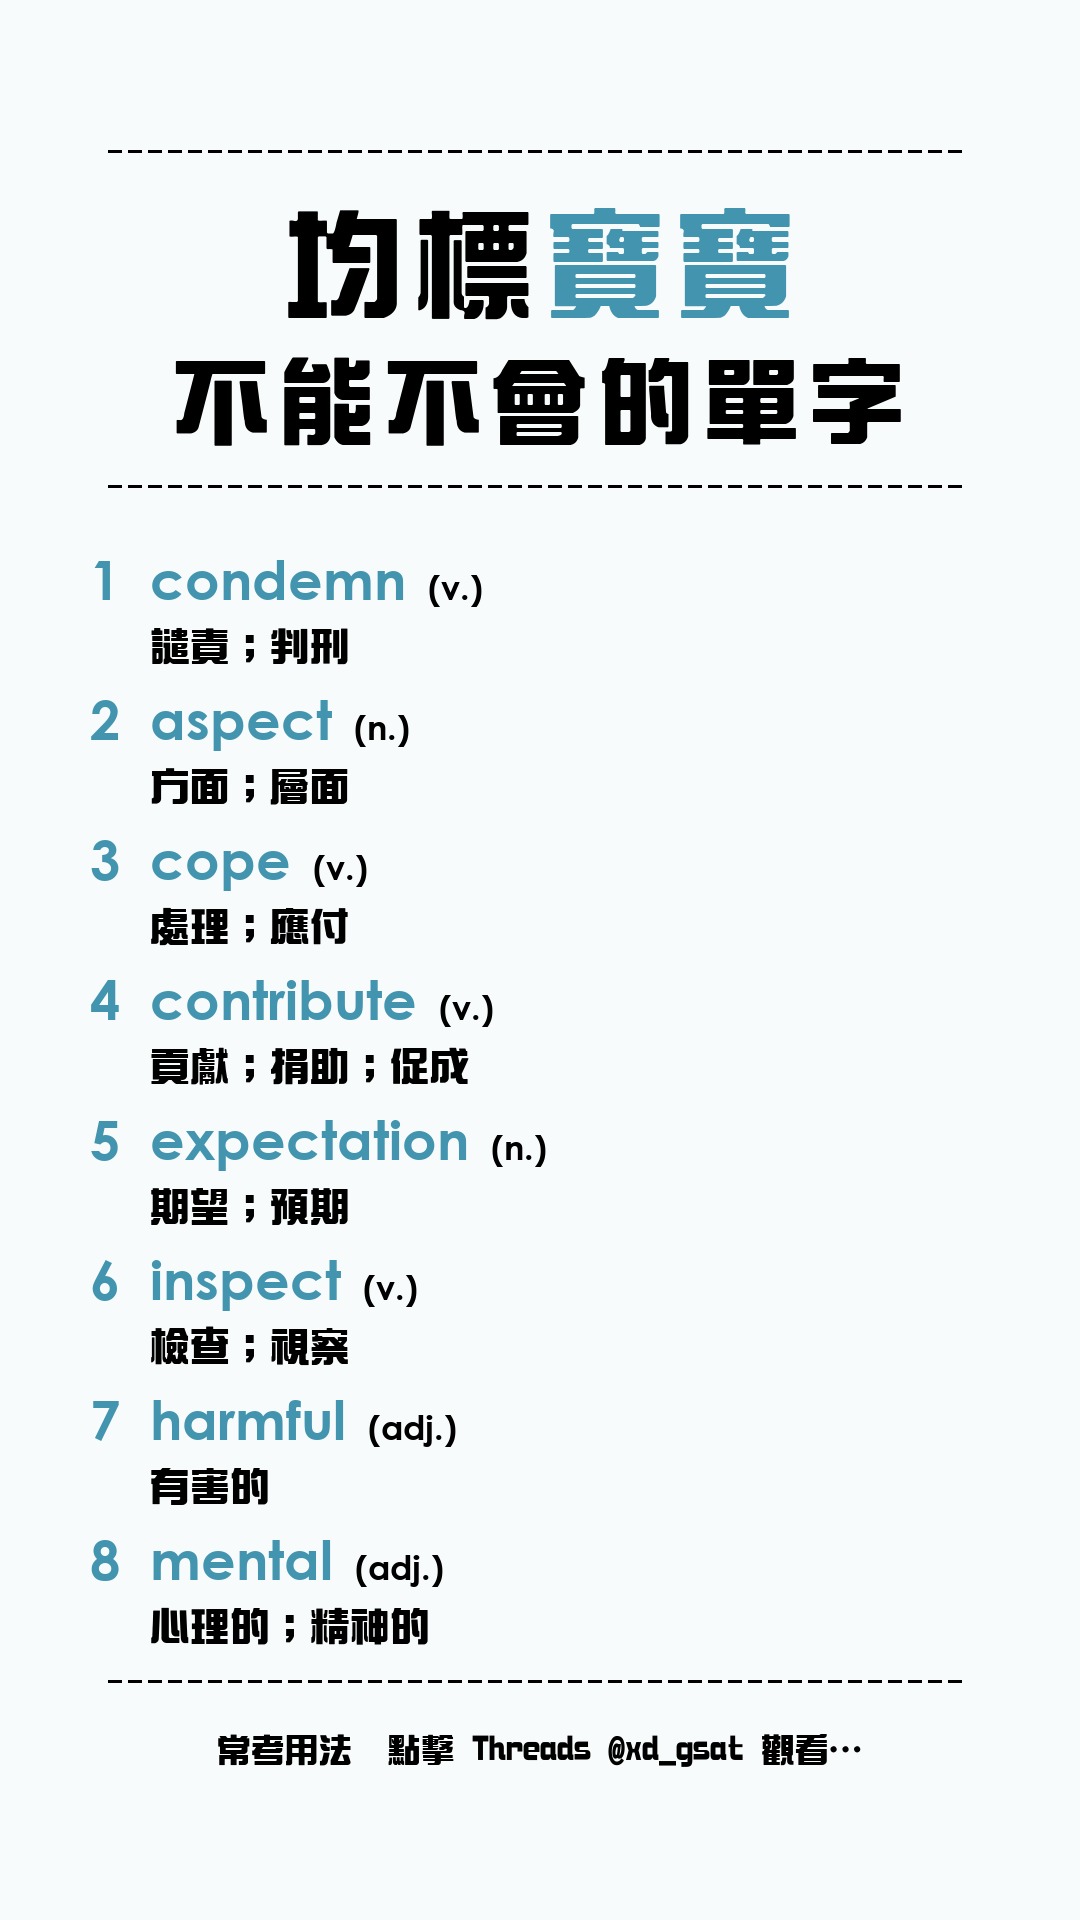 均標寶寶
不能不會的單字
1 condemn (v.)
譴責；判刑
2 aspect (n.)
方面；層面
3 cope (v.)
處理；應付
4 contribute (v.)
貢獻；捐助；促成
5 expectation (n.)
期望；預期
6 inspect (v.)
檢查；視察
7 harmful (adj.)
有害的
8 mental (adj.)
心理的；精神的
常考用法　點擊 Threads @xd_gsat 觀看…